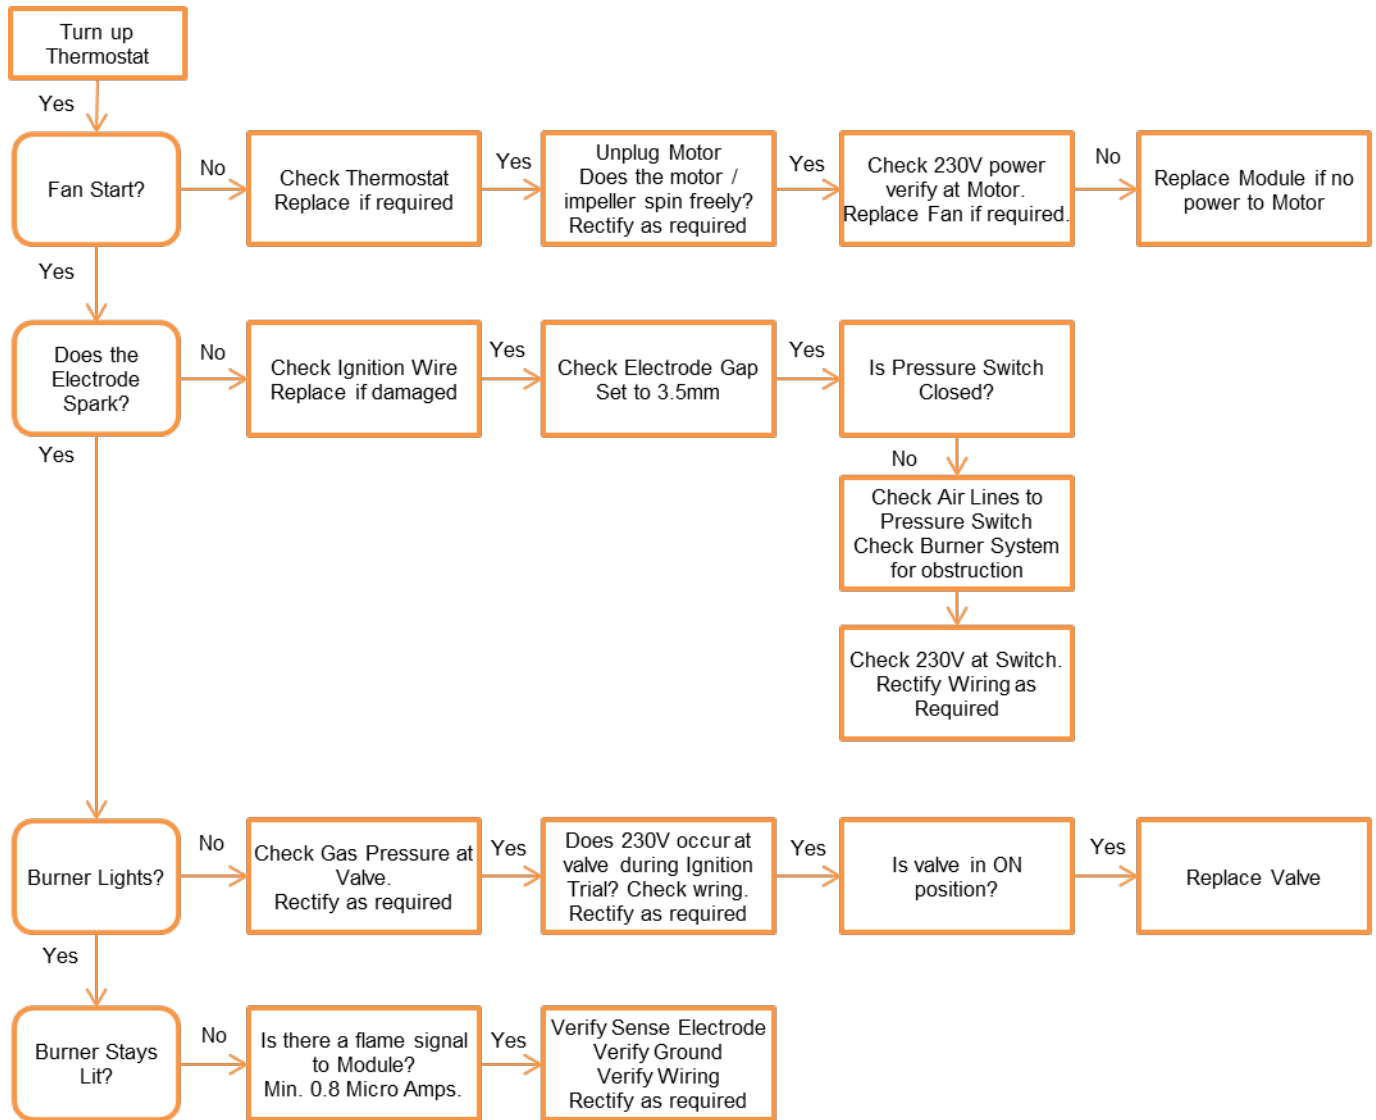 Turn up
Thermostat
Yes
Fan Start?
No
Check Thermostat
Replace if required
Yes
Unplug Motor
Does the motor /
impeller spin freely?
Rectify as required
Yes
Check 230V power
verify at Motor.
Replace Fan if required.
No
Replace Module if no
power to Motor
Yes
Does the
Electrode
Spark?
No
Check Ignition Wire
Replace if damaged
Yes
Check Electrode Gap
Set to 3.5mm
Yes
Is Pressure Switch
Closed?
No
Check Air Lines to
Pressure Switch
Check Burner System
for obstruction
Check 230V at Switch.
Rectify Wiring as
Required
Yes
Burner Lights?
No
Check Gas Pressure at
Valve.
Rectify as required
Yes
Does 230V occur at
valve during Ignition
Trial? Check wring.
Rectify as required
Yes
Is valve in ON
position?
Yes
Replace Valve
Yes
Burner Stays
Lit?
No
Is there a flame signal
to Module?
Min. 0.8 Micro Amps.
Yes
Verify Sense Electrode
Verify Ground
Verify Wiring
Rectify as required